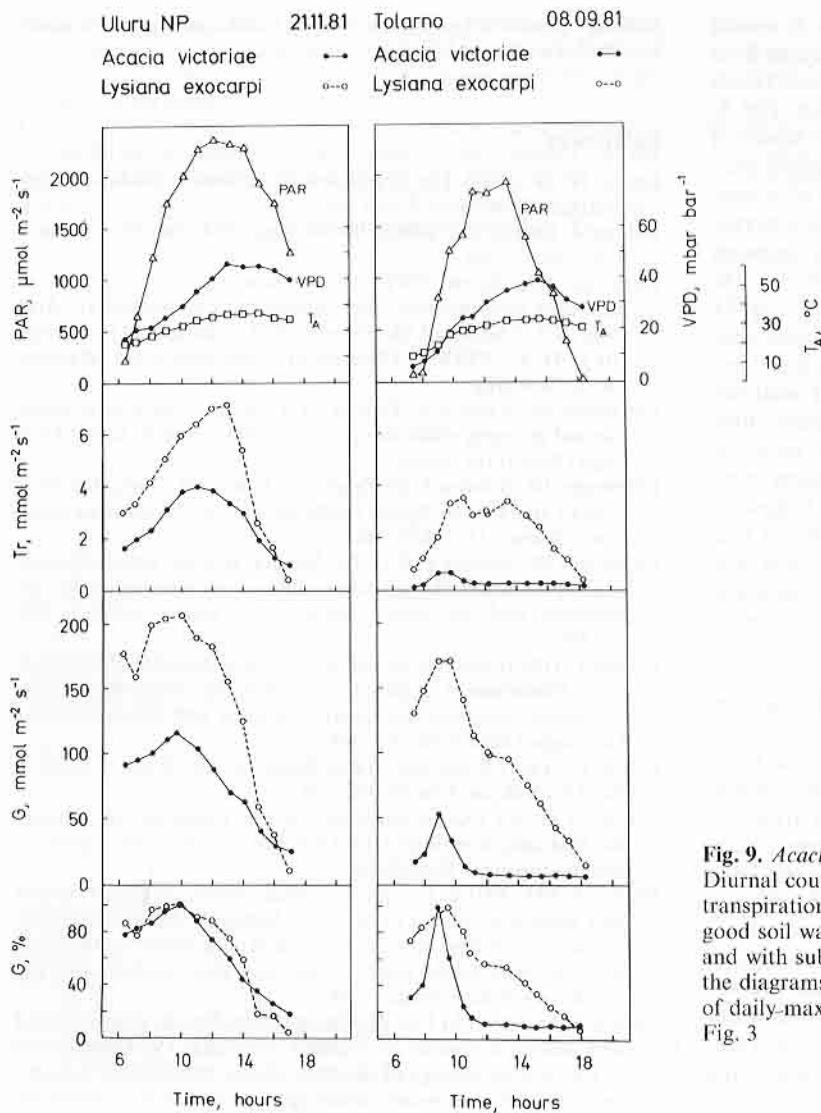 Uluru NP 21.11.81 Tolarno 08.09.81
Acacia victoriae Acacia victoriae
Lysiana exocarpi Lysiana exocarpi
PAR, µmol m⁻² s⁻¹
2000
1500
1000
500
0
PAR
VPD
T_A
PAR
VPD
T_A
60
40
20
0
VPD, mbar bar⁻¹
50
30
10
T_A, °C
Tr, mmol m⁻² s⁻¹
6
4
2
0
G, mmol m⁻² s⁻¹
200
150
100
50
0
G, %
80
40
0
6 10 14 18 6 10 14 18
Time, hours Time, hours
Fig. 9. Acac
Diurnal cou
transpiration
good soil wa
and with sub
the diagrams
of daily max
Fig. 3